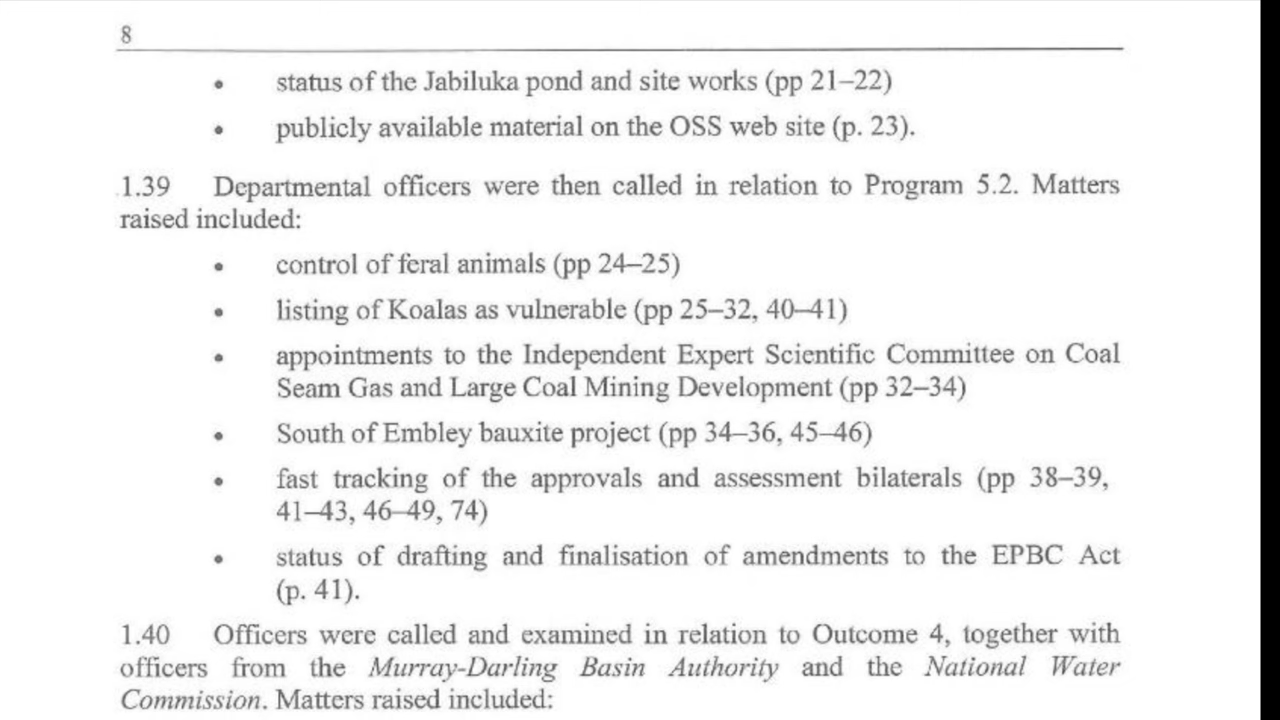 8
• status of the Jabiluka pond and site works (pp 21–22)
• publicly available material on the OSS web site (p. 23).
1.39 Departmental officers were then called in relation to Program 5.2. Matters
raised included:
• control of feral animals (pp 24–25)
• listing of Koalas as vulnerable (pp 25–32, 40–41)
• appointments to the Independent Expert Scientific Committee on Coal
Seam Gas and Large Coal Mining Development (pp 32–34)
• South of Embley bauxite project (pp 34–36, 45–46)
• fast tracking of the approvals and assessment bilaterals (pp 38–39,
41–43, 46–49, 74)
• status of drafting and finalisation of amendments to the EPBC Act
(p. 41).
1.40 Officers were called and examined in relation to Outcome 4, together with
officers from the Murray-Darling Basin Authority and the National Water
Commission. Matters raised included: